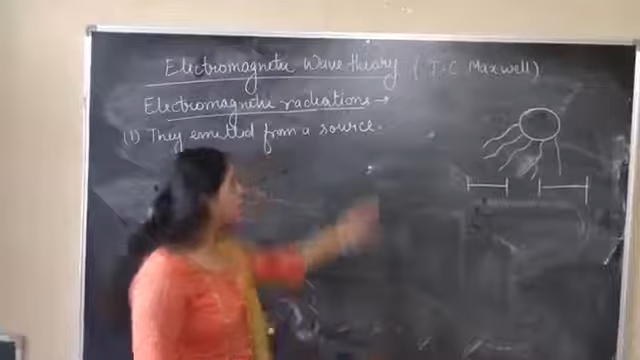 Electromagnetic Wave theory (J.C Maxwell)
Electromagnetic radiations →
(1) They emitted from a source.